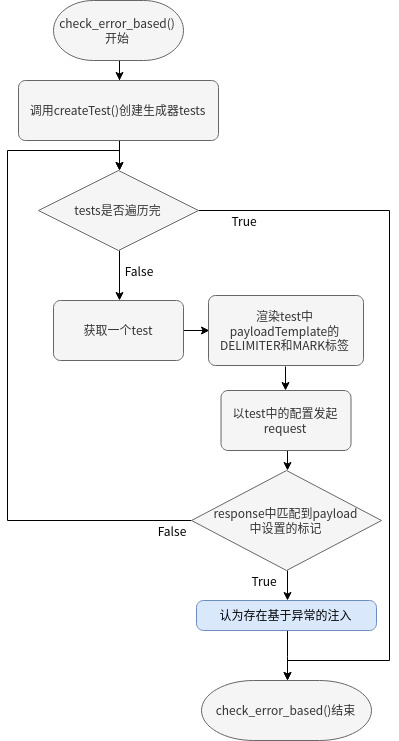 check_error_based()
开始
调用createTest()创建生成器tests
tests是否遍历完
True
False
获取一个test
渲染test中
payloadTemplate的
DELIMITER和MARK标签
以test中的配置发起
request
response中匹配到payload
中设置的标记
False
True
认为存在基于异常的注入
check_error_based()结束